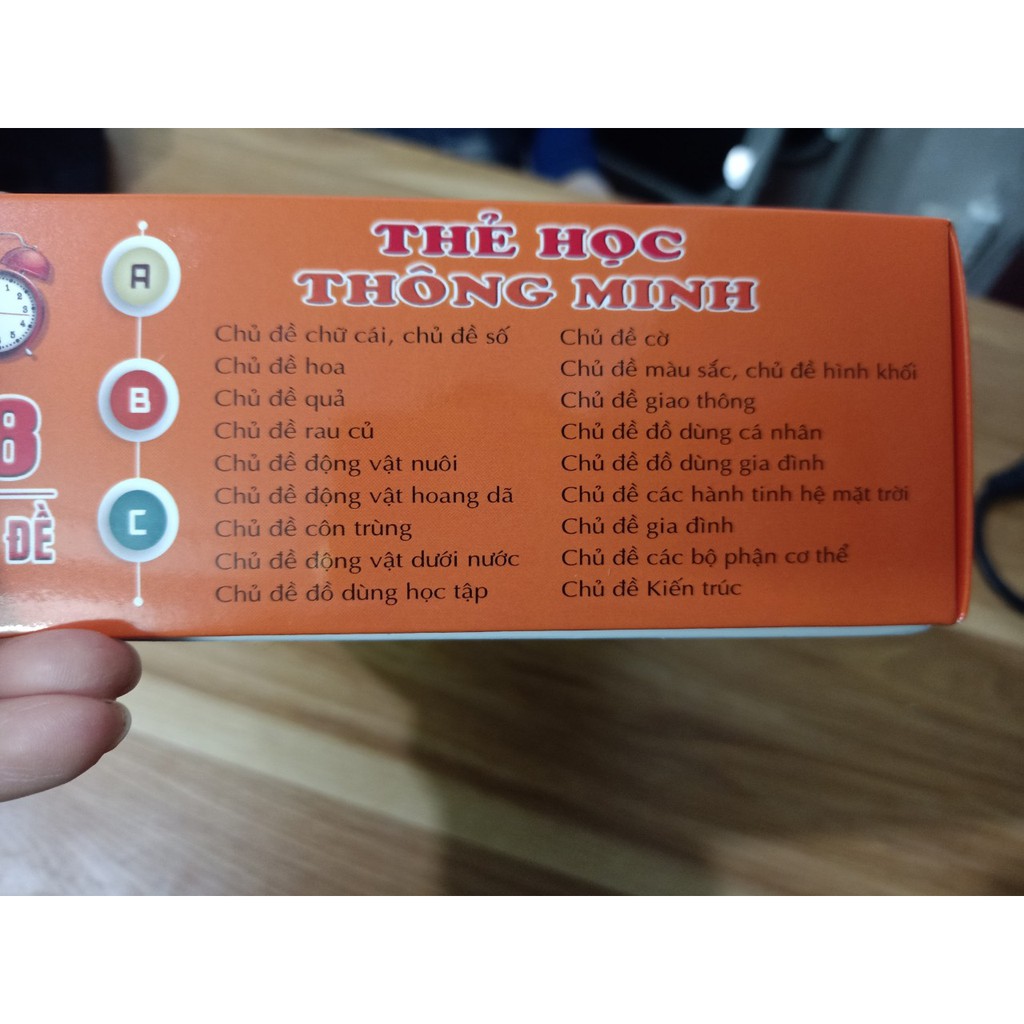 THẺ HỌC
THÔNG MINH
A
B
C
8
ĐỀ
Chủ đề chữ cái, chủ đề số
Chủ đề hoa
Chủ đề quả
Chủ đề rau củ
Chủ đề động vật nuôi
Chủ đề động vật hoang dã
Chủ đề côn trùng
Chủ đề động vật dưới nước
Chủ đề đồ dùng học tập
Chủ đề cờ
Chủ đề màu sắc, chủ đề hình khối
Chủ đề giao thông
Chủ đề đồ dùng cá nhân
Chủ đề đồ dùng gia đình
Chủ đề các hành tinh hệ mặt trời
Chủ đề gia đình
Chủ đề các bộ phận cơ thể
Chủ đề Kiến trúc